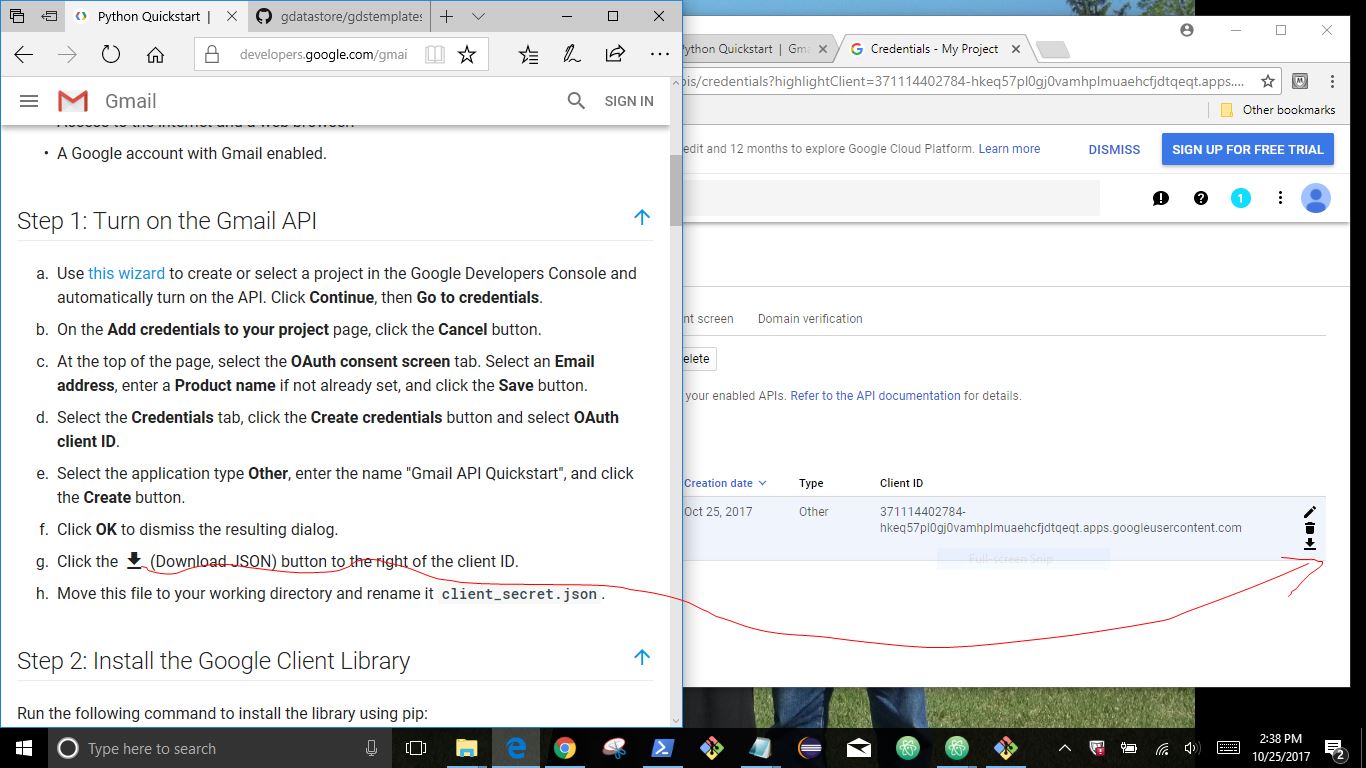 Python Quickstart |
gdatastore/gdstemplates
developers.google.com/gmai
Gmail
SIGN IN
Access to the internet and a web browser.
• A Google account with Gmail enabled.
Step 1: Turn on the Gmail API
a. Use this wizard to create or select a project in the Google Developers Console and
automatically turn on the API. Click Continue, then Go to credentials.
b. On the Add credentials to your project page, click the Cancel button.
c. At the top of the page, select the OAuth consent screen tab. Select an Email
address, enter a Product name if not already set, and click the Save button.
d. Select the Credentials tab, click the Create credentials button and select OAuth
client ID.
e. Select the application type Other, enter the name "Gmail API Quickstart", and click
the Create button.
f. Click OK to dismiss the resulting dialog.
g. Click the (Download JSON) button to the right of the client ID.
h. Move this file to your working directory and rename it client_secret.json.
Step 2: Install the Google Client Library
Run the following command to install the library using pip:
ython Quickstart | Gma
Credentials - My Project
is/credentials?highlightClient=371114402784-hkeq57pl0gj0vamhplmuaehcfjdtqeqt.apps....
Other bookmarks
edit and 12 months to explore Google Cloud Platform. Learn more
DISMISS
SIGN UP FOR FREE TRIAL
1
nt screen
Domain verification
elete
your enabled APIs. Refer to the API documentation for details.
Creation date
Type
Client ID
Oct 25, 2017
Other
371114402784-
hkeq57pl0gj0vamhplmuaehcfjdtqeqt.apps.googleusercontent.com
Full-screen Snip
Type here to search
2:38 PM
10/25/2017
2